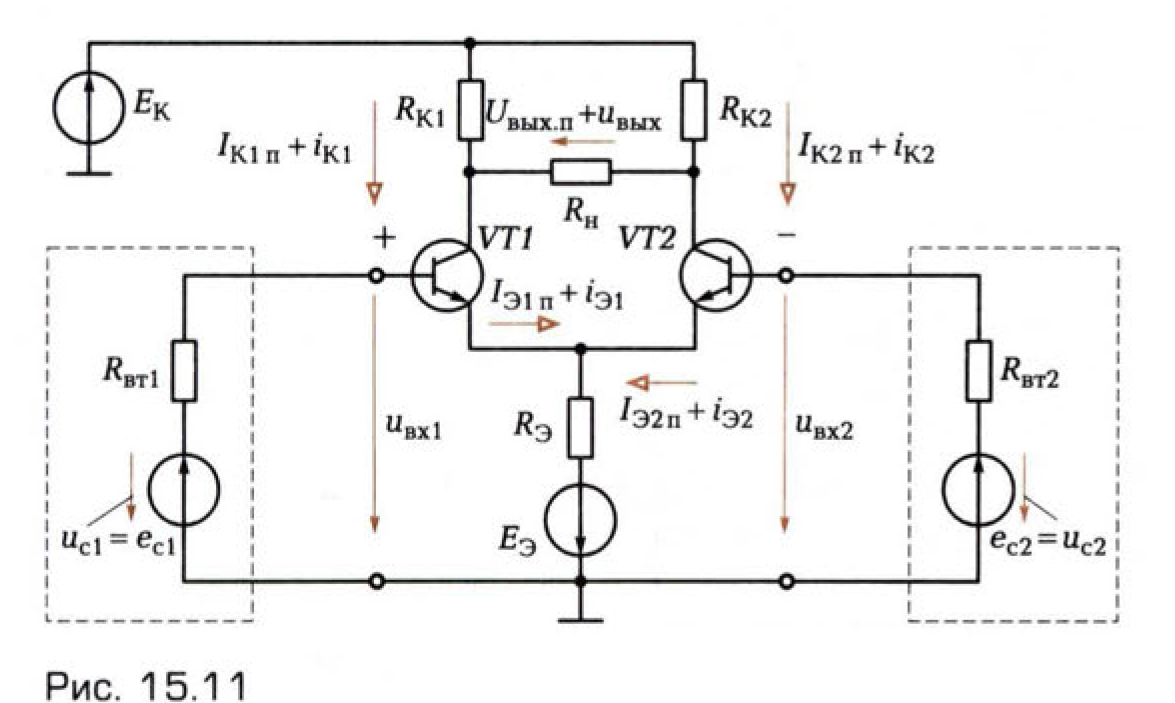 E_К
R_К1
U_вых.п + u_вых
R_К2
I_К1 п + i_К1
I_К2 п + i_К2
R_н
+
VT1
VT2
−
I_Э1 п + i_Э1
R_вт1
R_вт2
I_Э2 п + i_Э2
R_Э
u_вх1
u_вх2
E_Э
u_с1 = e_с1
e_с2 = u_с2
Рис. 15.11